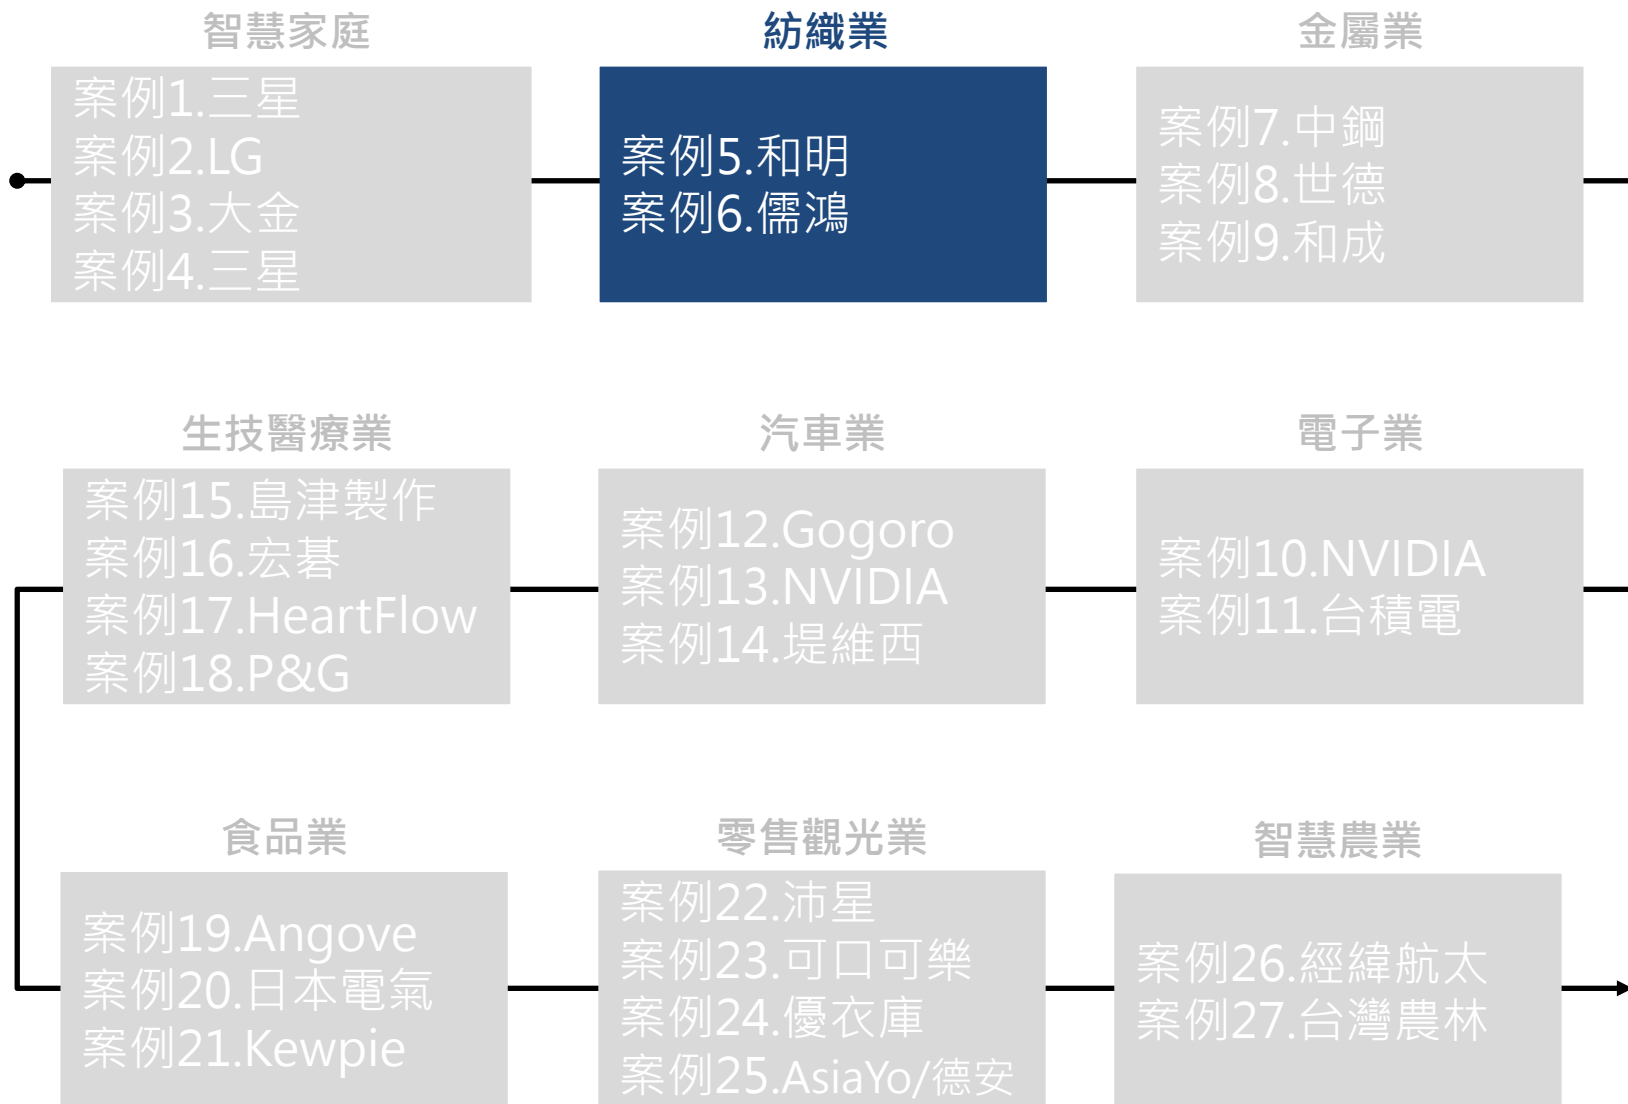 智慧家庭
案例1.三星
案例2.LG
案例3.大金
案例4.三星
紡織業
案例5.和明
案例6.儒鴻
金屬業
案例7.中鋼
案例8.世德
案例9.和成
生技醫療業
案例15.島津製作
案例16.宏碁
案例17.HeartFlow
案例18.P&G
汽車業
案例12.Gogoro
案例13.NVIDIA
案例14.堤維西
電子業
案例10.NVIDIA
案例11.台積電
食品業
案例19.Angove
案例20.日本電氣
案例21.Kewpie
零售觀光業
案例22.沛星
案例23.可口可樂
案例24.優衣庫
案例25.AsiaYo/德安
智慧農業
案例26.經緯航太
案例27.台灣農林